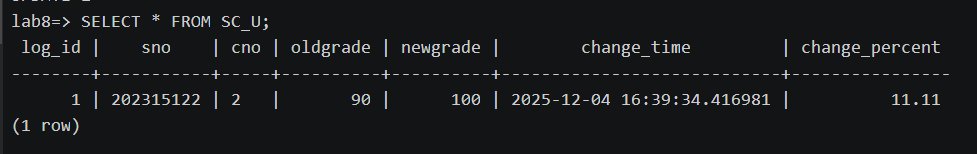 lab8=> SELECT * FROM SC_U;
 log_id |    sno    | cno | oldgrade | newgrade |        change_time         | change_percent
--------+-----------+-----+----------+----------+----------------------------+----------------
      1 | 202315122 | 2   |       90 |      100 | 2025-12-04 16:39:34.416981 |          11.11
(1 row)